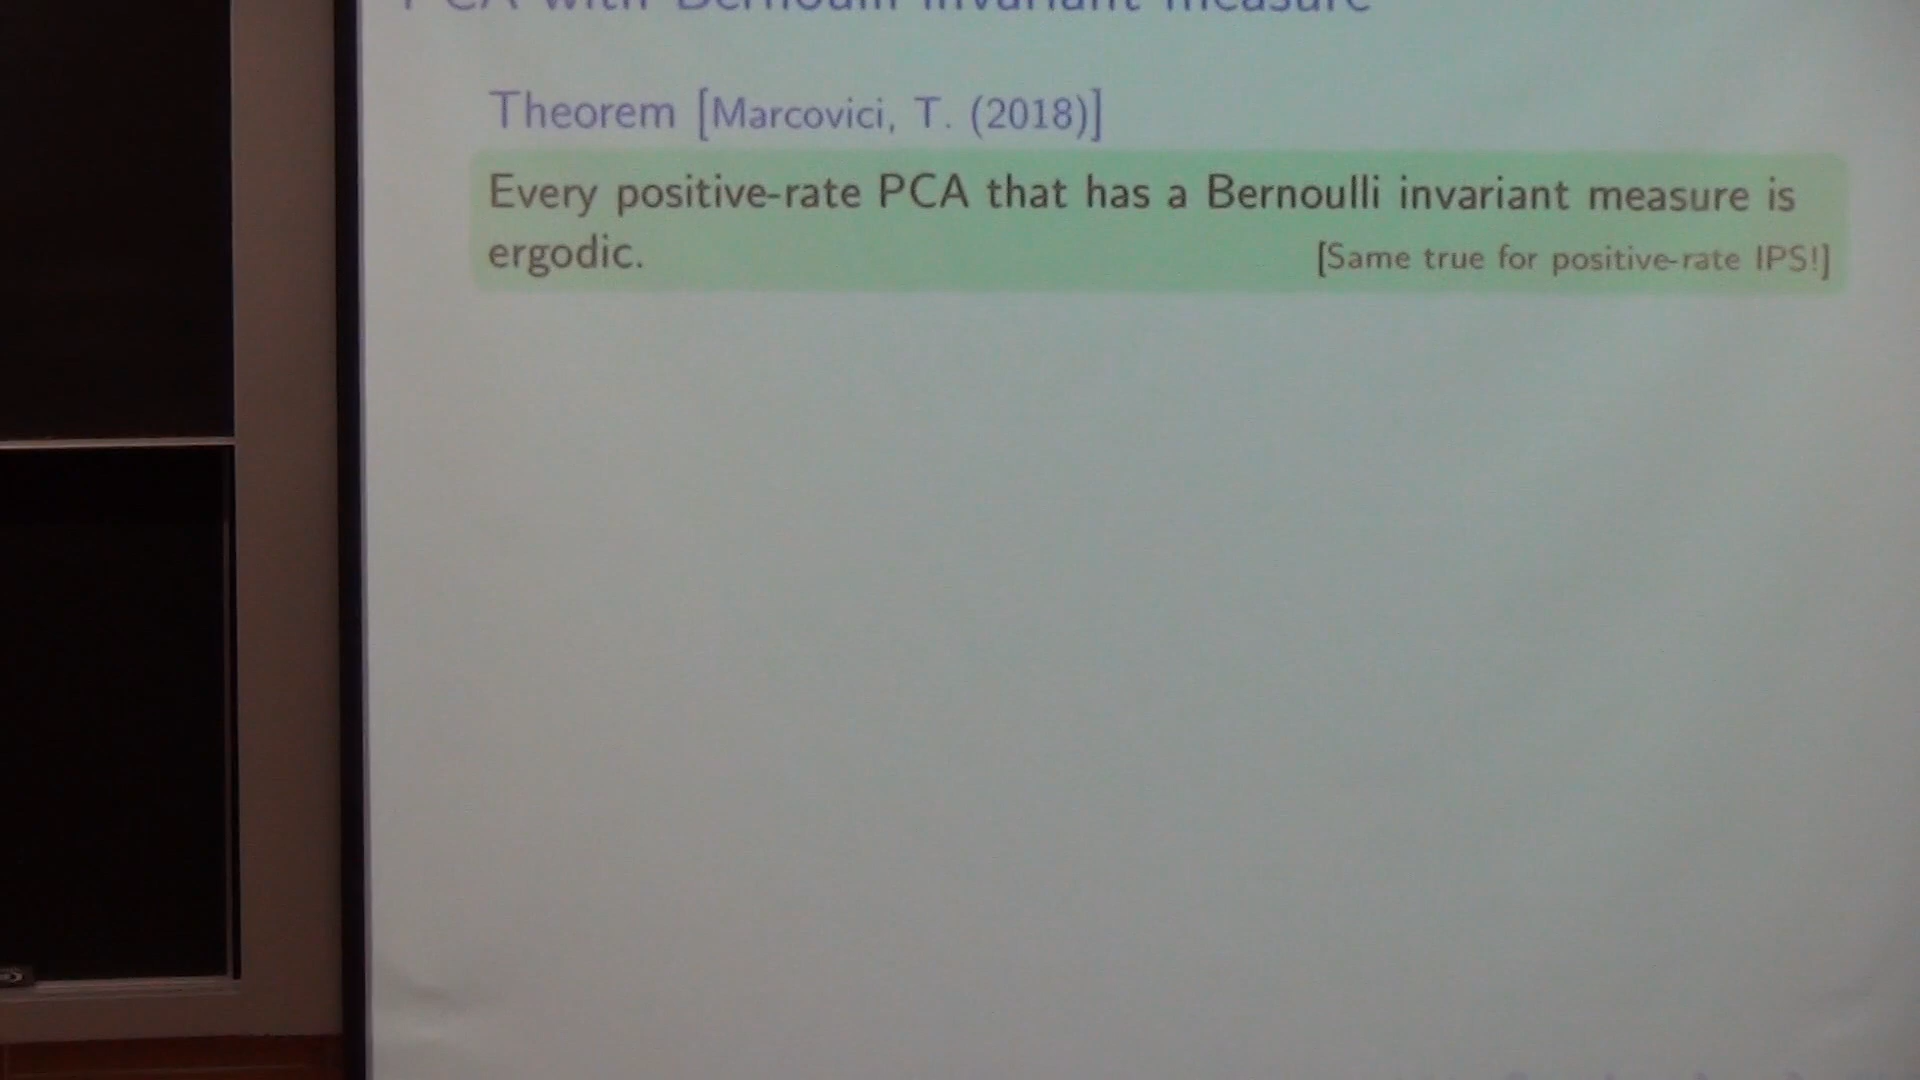 PCA with Bernoulli invariant measure
Theorem [Marcovici, T. (2018)]
Every positive-rate PCA that has a Bernoulli invariant measure is
ergodic. [Same true for positive-rate IPS!]